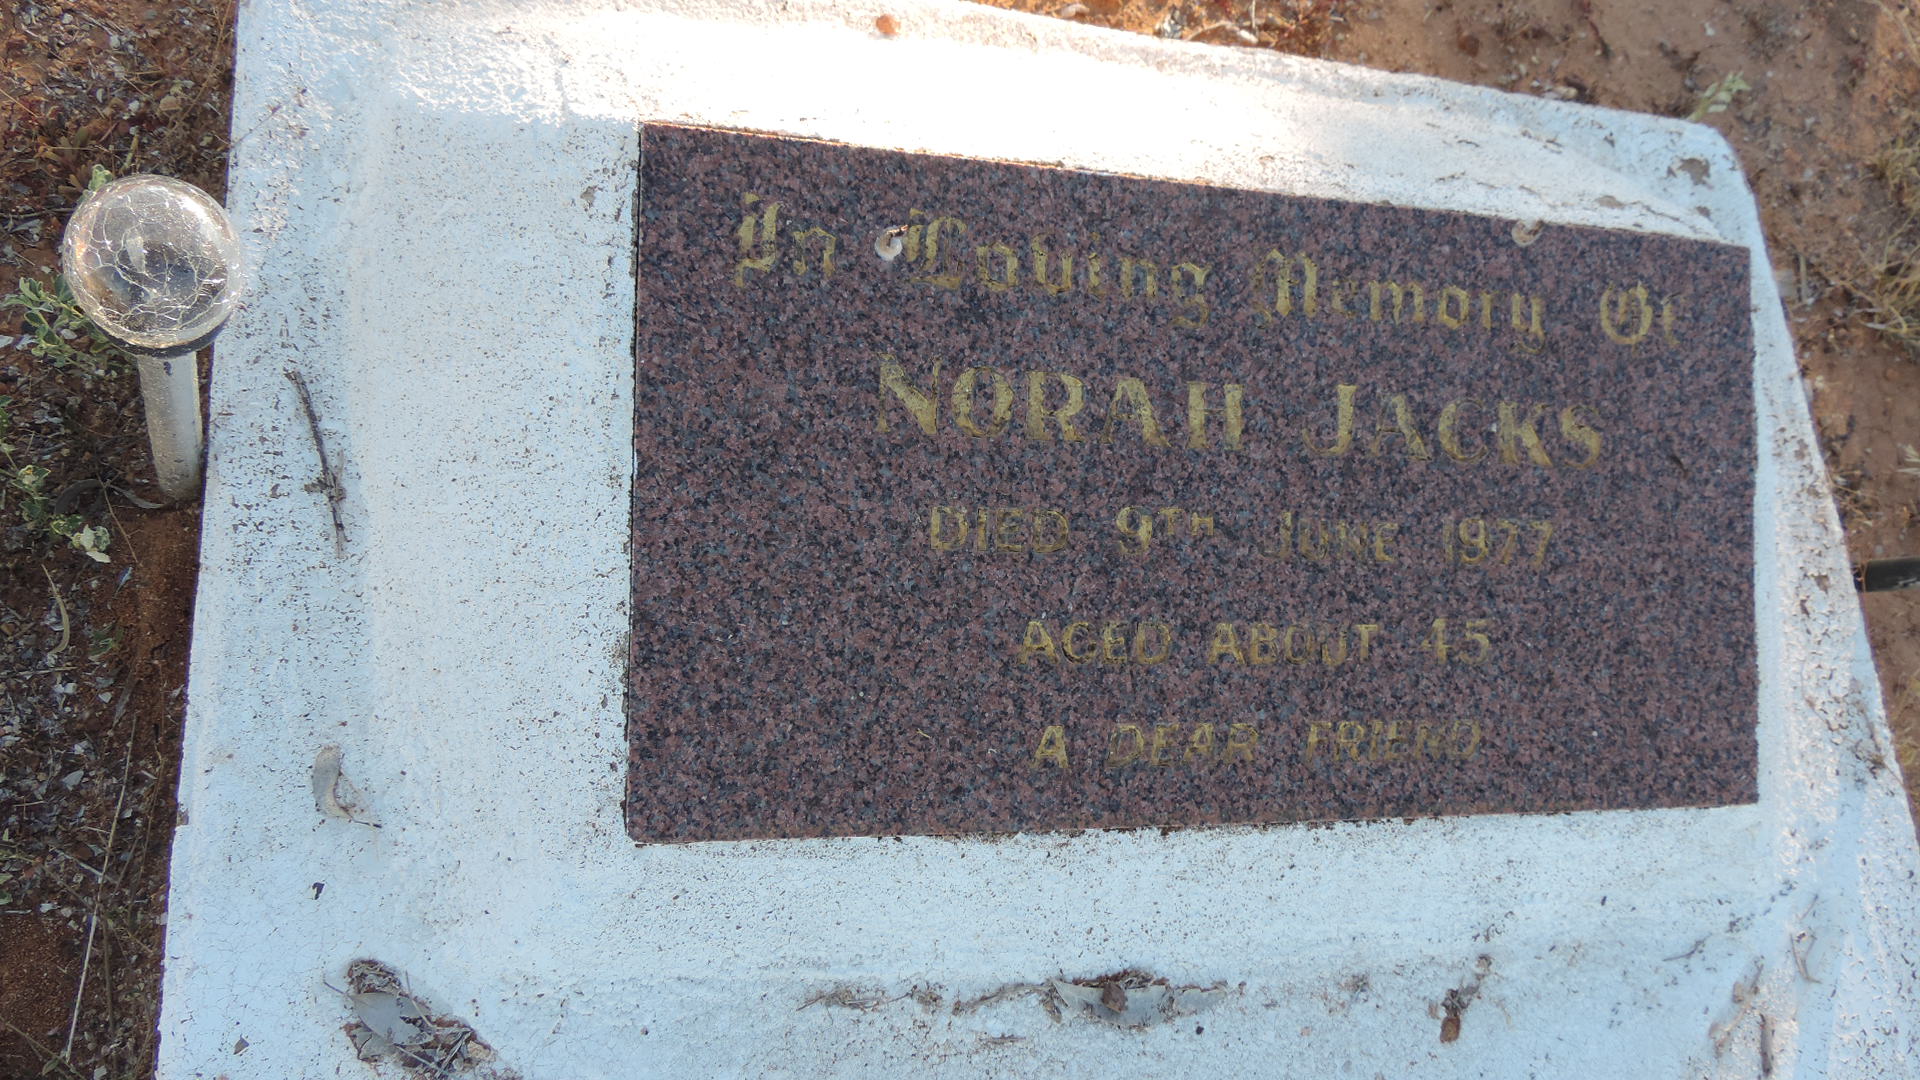 In Loving Memory Of
NORAH JACKS
DIED 9TH JUNE 1977
AGED ABOUT 45
A DEAR FRIEND